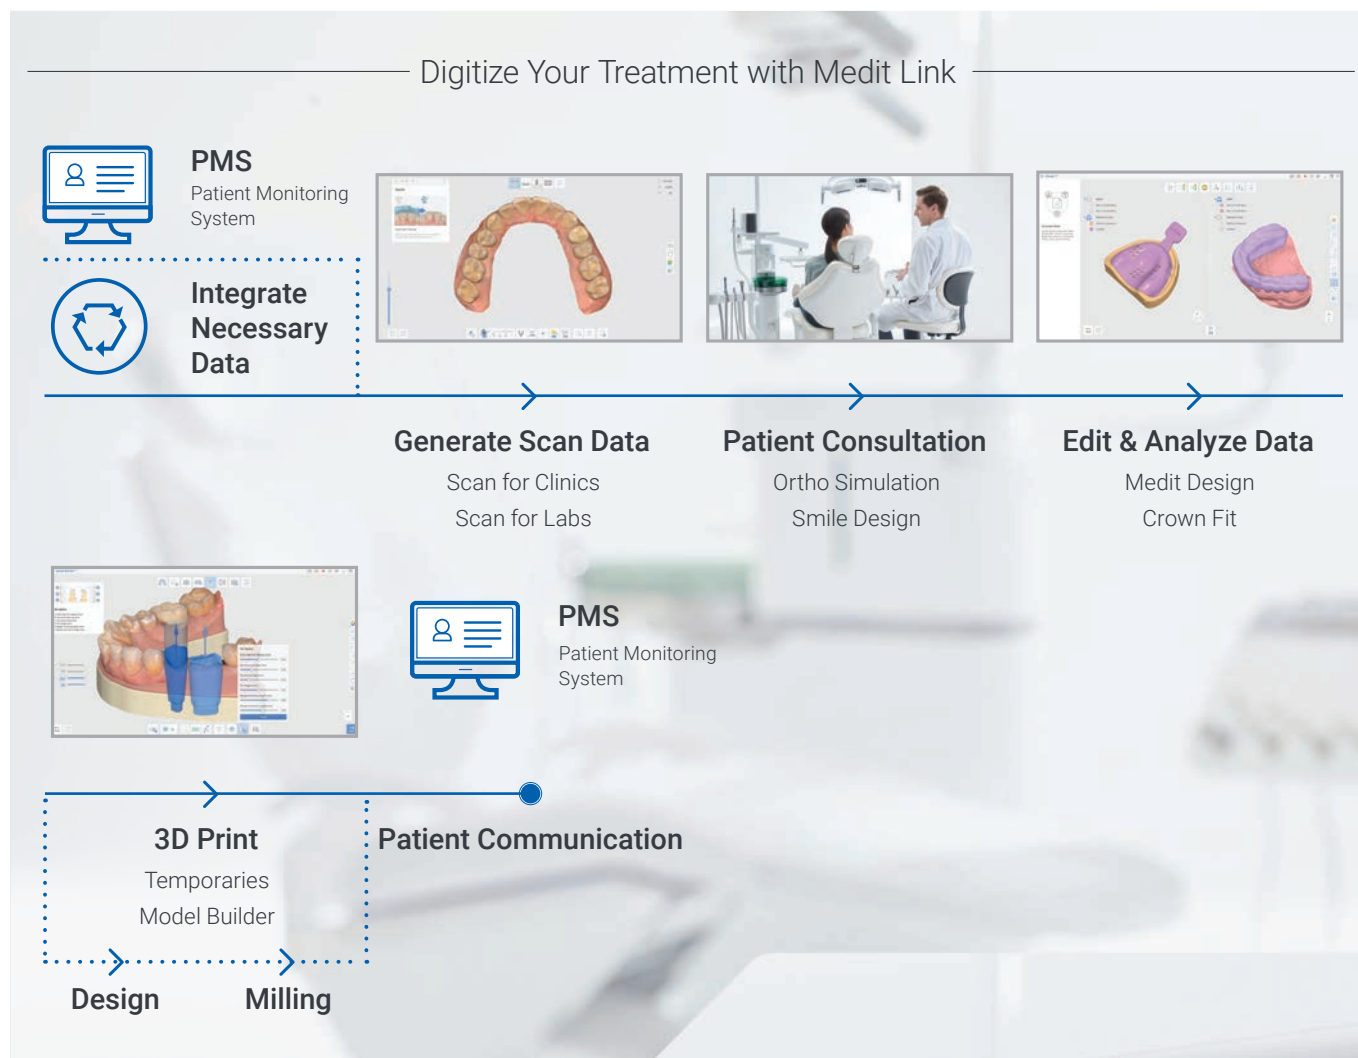 Digitize Your Treatment with Medit Link
PMS
Patient Monitoring
System
Integrate
Necessary
Data
Generate Scan Data
Scan for Clinics
Scan for Labs
Patient Consultation
Ortho Simulation
Smile Design
Edit & Analyze Data
Medit Design
Crown Fit
PMS
Patient Monitoring
System
3D Print
Temporaries
Model Builder
Patient Communication
Design
Milling